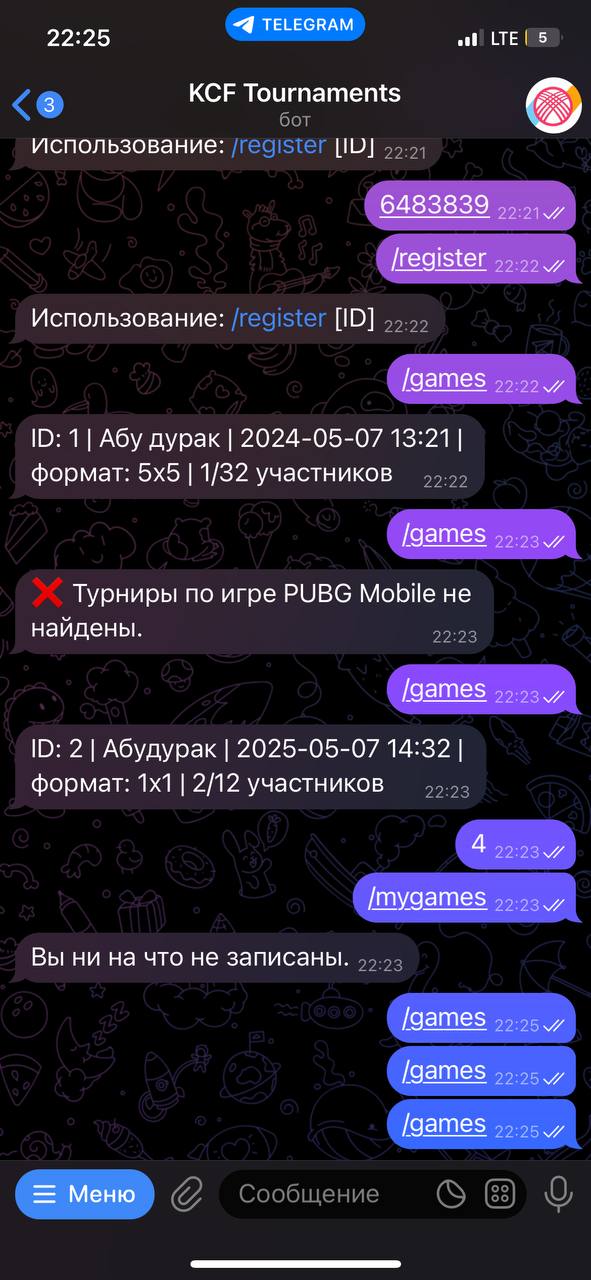 22:25
TELEGRAM
LTE 5
3
KCF Tournaments
бот
Использование: /register [ID] 22:21
6483839 22:21
/register 22:22
Использование: /register [ID] 22:22
/games 22:22
ID: 1 | Абу дурак | 2024-05-07 13:21 |
формат: 5x5 | 1/32 участников 22:22
/games 22:23
❌ Турниры по игре PUBG Mobile не
найдены. 22:23
/games 22:23
ID: 2 | Абудурак | 2025-05-07 14:32 |
формат: 1x1 | 2/12 участников 22:23
4 22:23
/mygames 22:23
Вы ни на что не записаны. 22:23
/games 22:25
/games 22:25
/games 22:25
Меню
Сообщение